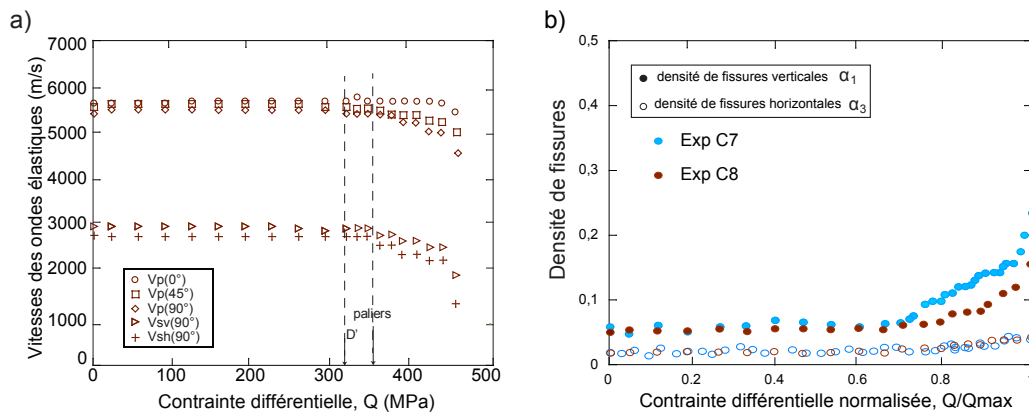 a)
Vitesses des ondes élastiques (m/s)
7000
6000
5000
4000
3000
2000
1000
0
Vp(0°)
Vp(45°)
Vp(90°)
Vsv(90°)
Vsh(90°)
paliers
D'
0
100
200
300
400
500
Contrainte différentielle, Q (MPa)
b)
Densité de fissures
0,5
0,4
0,3
0,2
0,1
0
densité de fissures verticales α1
densité de fissures horizontales α3
Exp C7
Exp C8
0
0.2
0.4
0.6
0.8
1
Contrainte différentielle normalisée, Q/Qmax